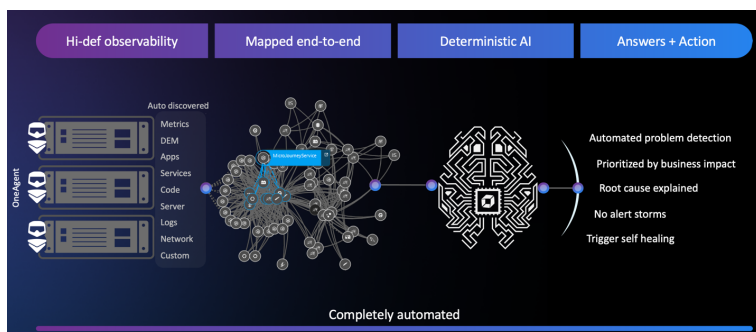 Hi-def observability
Mapped end-to-end
Deterministic AI
Answers + Action
OneAgent
Auto discovered
Metrics
DEM
Apps
Services
Code
Server
Logs
Network
Custom
Automated problem detection
Prioritized by business impact
Root cause explained
No alert storms
Trigger self healing
Completely automated